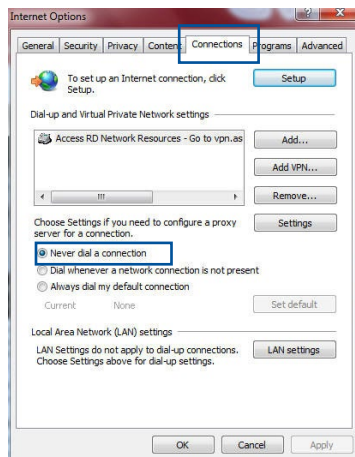 Internet Options
General Security Privacy Content Connections Programs Advanced
To set up an Internet connection, click
Setup.
Setup
Dial-up and Virtual Private Network settings
Access RD Network Resources - Go to vpn.as
Add...
Add VPN...
Remove...
Choose Settings if you need to configure a proxy
server for a connection.
Settings
Never dial a connection
Dial whenever a network connection is not present
Always dial my default connection
Current None
Set default
Local Area Network (LAN) settings
LAN Settings do not apply to dial-up connections.
Choose Settings above for dial-up settings.
LAN settings
OK Cancel Apply